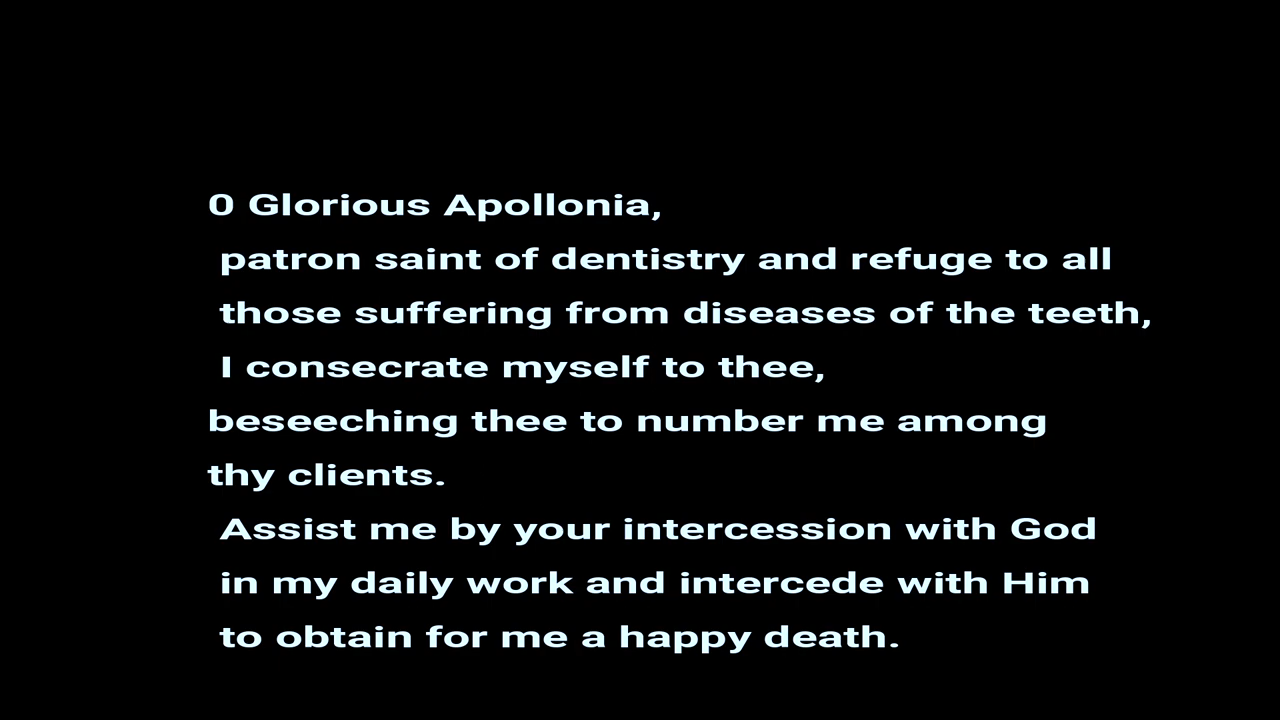 0 Glorious Apollonia,
patron saint of dentistry and refuge to all
those suffering from diseases of the teeth,
I consecrate myself to thee,
beseeching thee to number me among
thy clients.
Assist me by your intercession with God
in my daily work and intercede with Him
to obtain for me a happy death.